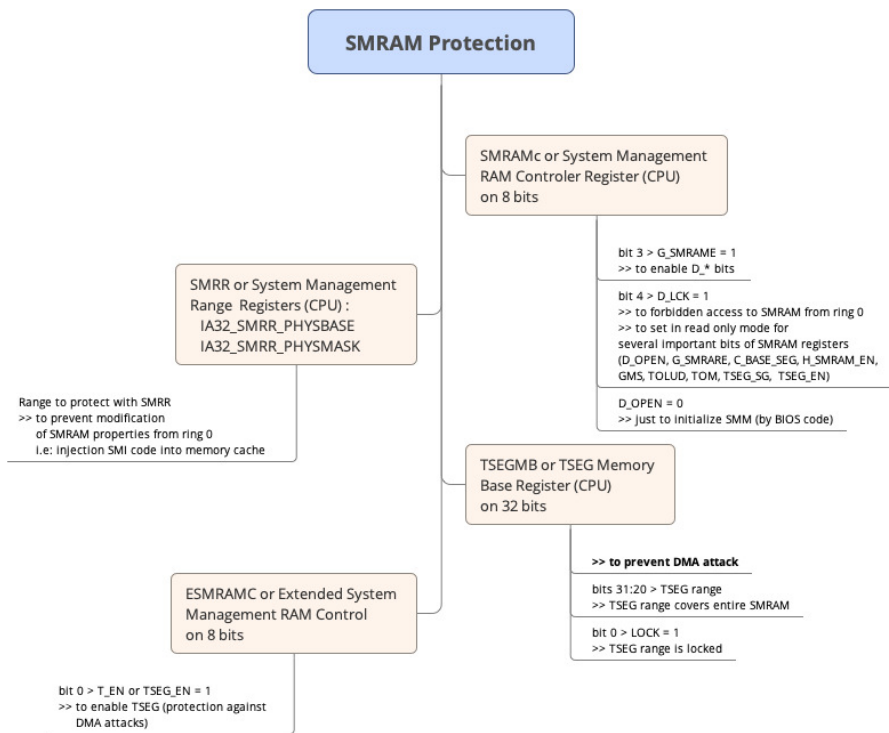 SMRAM Protection
SMRAMc or System Management
RAM Controler Register (CPU)
on 8 bits
bit 3 > G_SMRAME = 1
>> to enable D_* bits
bit 4 > D_LCK = 1
>> to forbidden access to SMRAM from ring 0
>> to set in read only mode for
several important bits of SMRAM registers
(D_OPEN, G_SMRARE, C_BASE_SEG, H_SMRAM_EN,
GMS, TOLUD, TOM, TSEG_SG, TSEG_EN)
D_OPEN = 0
>> just to initialize SMM (by BIOS code)
SMRR or System Management
Range Registers (CPU) :
IA32_SMRR_PHYSBASE
IA32_SMRR_PHYSMASK
Range to protect with SMRR
>> to prevent modification
of SMRAM properties from ring 0
i.e: injection SMI code into memory cache
TSEGMB or TSEG Memory
Base Register (CPU)
on 32 bits
>> to prevent DMA attack
bits 31:20 > TSEG range
>> TSEG range covers entire SMRAM
bit 0 > LOCK = 1
>> TSEG range is locked
ESMRAMC or Extended System
Management RAM Control
on 8 bits
bit 0 > T_EN or TSEG_EN = 1
>> to enable TSEG (protection against
DMA attacks)